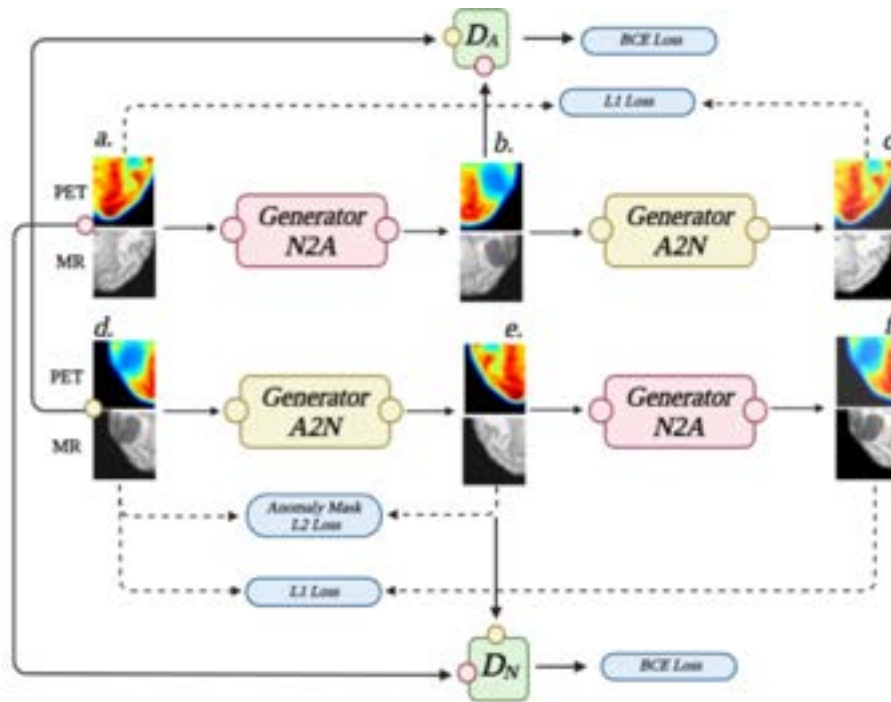 D_A
BCE Loss
L1 Loss
a.
b.
c
PET
MR
Generator
N2A
Generator
A2N
d.
e.
f
PET
MR
Generator
A2N
Generator
N2A
Anomaly Mask
L2 Loss
L1 Loss
D_N
BCE Loss